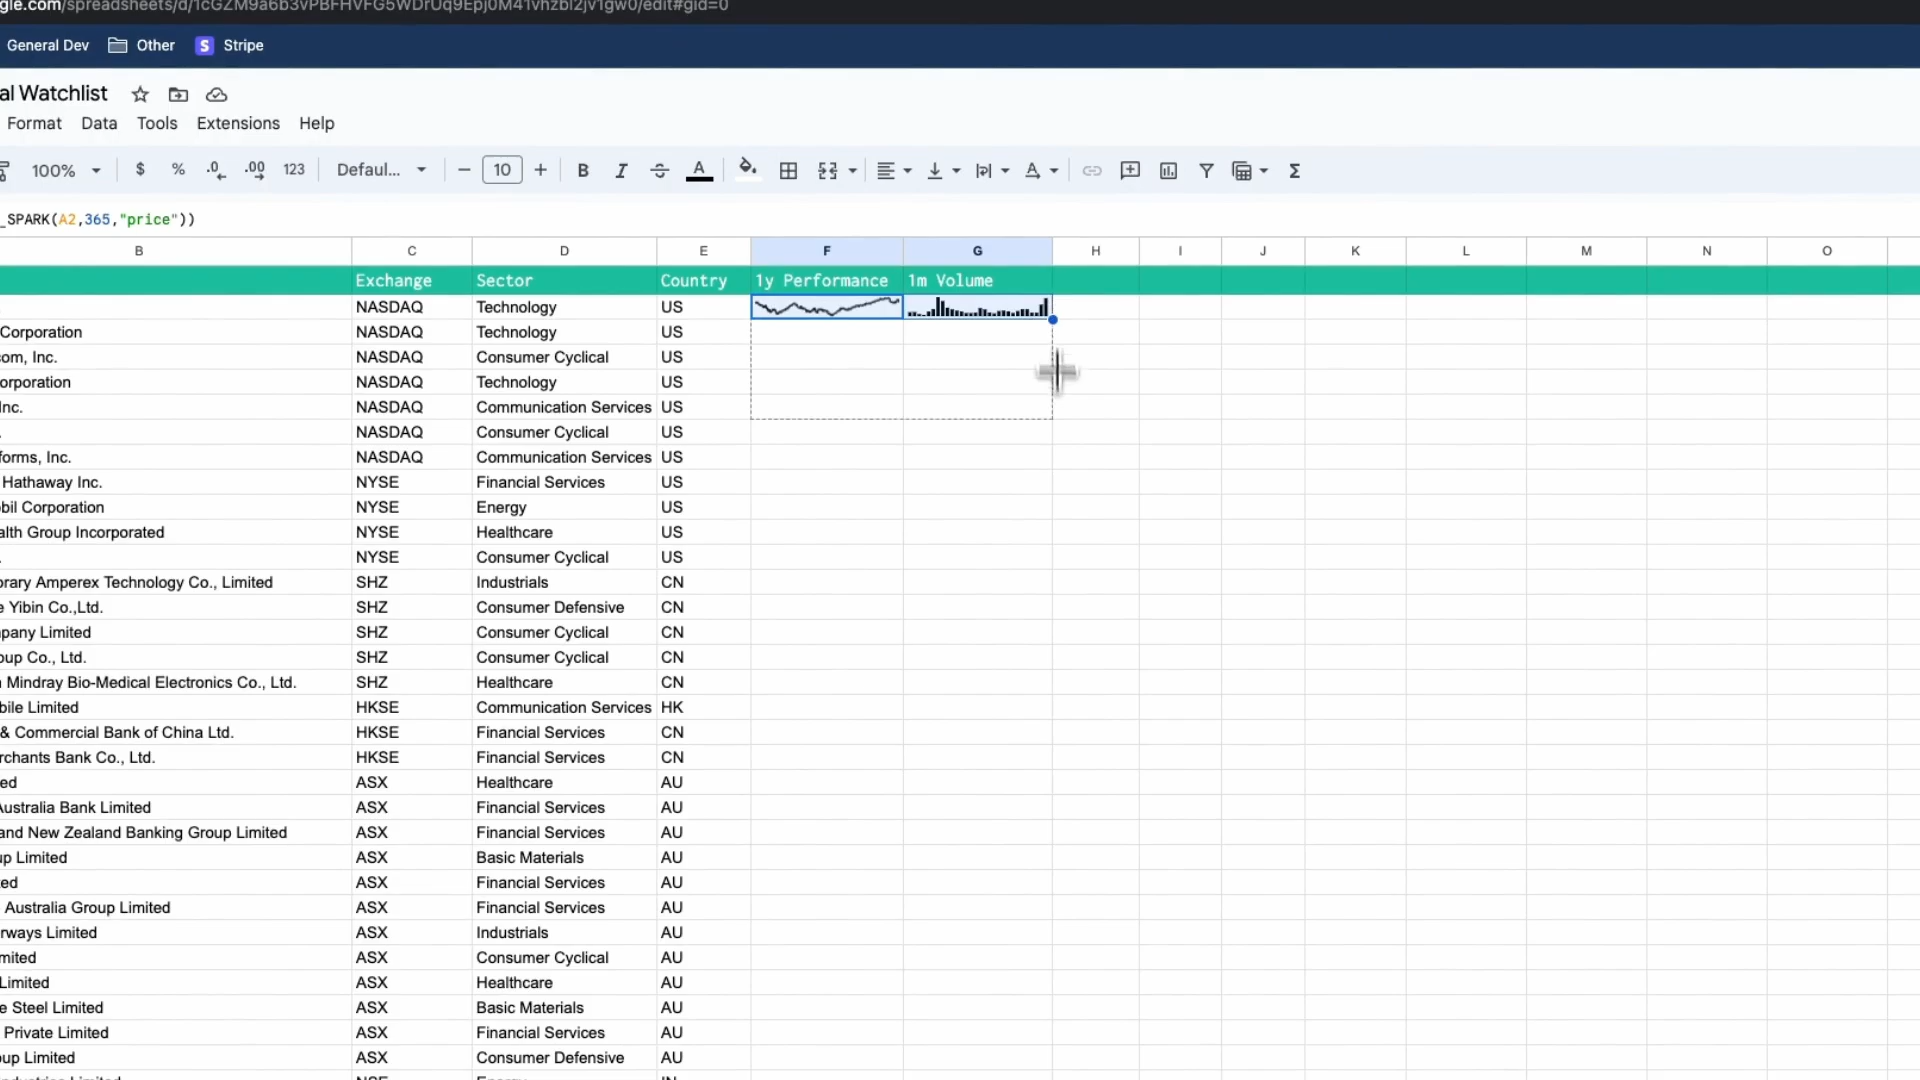 gle.com/spreadsheets/d/1cGZM9a6b3vPBFHVFG5WDrUq9Epj0M41vhzbl2jv1gw0/edit#gid=0
General Dev Other S Stripe
al Watchlist
Format Data Tools Extensions Help
100% $ % .0 .00 123 Defaul... − 10 + B I S A Σ
_SPARK(A2,365,"price"))
B C D E F G H I J K L M N O
Exchange Sector Country 1y Performance 1m Volume
NASDAQ Technology US
Corporation NASDAQ Technology US
com, Inc. NASDAQ Consumer Cyclical US
orporation NASDAQ Technology US
Inc. NASDAQ Communication Services US
. NASDAQ Consumer Cyclical US
forms, Inc. NASDAQ Communication Services US
Hathaway Inc. NYSE Financial Services US
bil Corporation NYSE Energy US
alth Group Incorporated NYSE Healthcare US
. NYSE Consumer Cyclical US
orary Amperex Technology Co., Limited SHZ Industrials CN
e Yibin Co.,Ltd. SHZ Consumer Defensive CN
pany Limited SHZ Consumer Cyclical CN
oup Co., Ltd. SHZ Consumer Cyclical CN
n Mindray Bio-Medical Electronics Co., Ltd. SHZ Healthcare CN
bile Limited HKSE Communication Services HK
& Commercial Bank of China Ltd. HKSE Financial Services CN
rchants Bank Co., Ltd. HKSE Financial Services CN
ed ASX Healthcare AU
Australia Bank Limited ASX Financial Services AU
and New Zealand Banking Group Limited ASX Financial Services AU
up Limited ASX Basic Materials AU
ed ASX Financial Services AU
Australia Group Limited ASX Financial Services AU
rways Limited ASX Industrials AU
mited ASX Consumer Cyclical AU
Limited ASX Healthcare AU
e Steel Limited ASX Basic Materials AU
Private Limited ASX Financial Services AU
oup Limited ASX Consumer Defensive AU